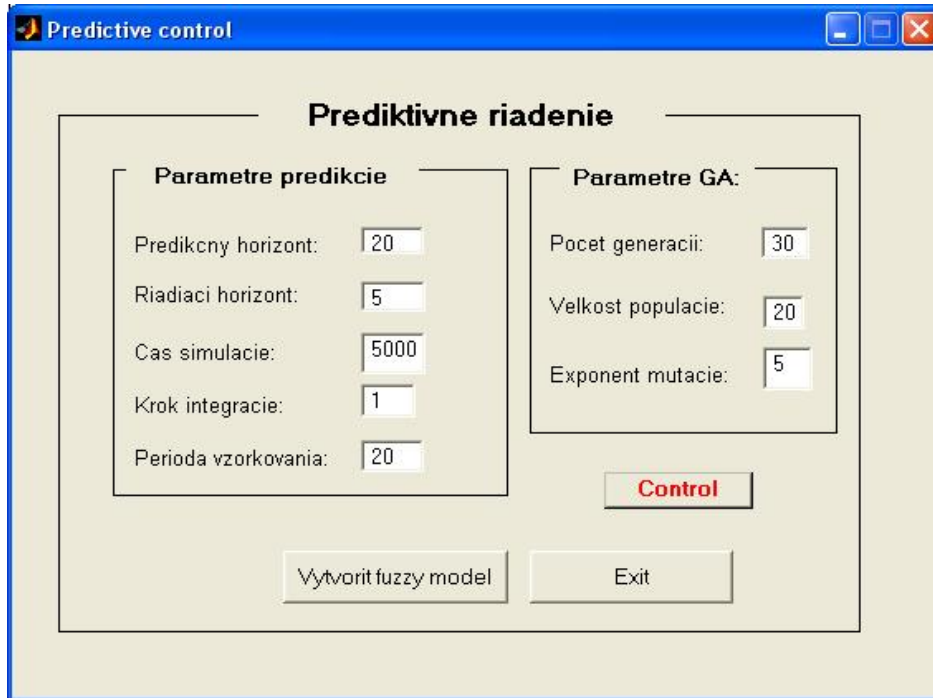 Predictive control
Prediktivne riadenie
Parametre predikcie
Predikcny horizont: 20
Riadiaci horizont: 5
Cas simulacie: 5000
Krok integracie: 1
Perioda vzorkovania: 20
Parametre GA:
Pocet generacii: 30
Velkost populacie: 20
Exponent mutacie: 5
Control
Vytvorit fuzzy model
Exit